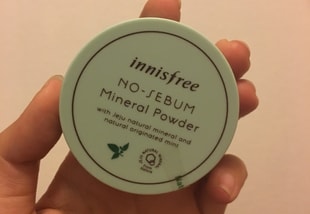 innisfree
NO-SEBUM
Mineral Powder
with Jeju natural mineral and
natural originated mint